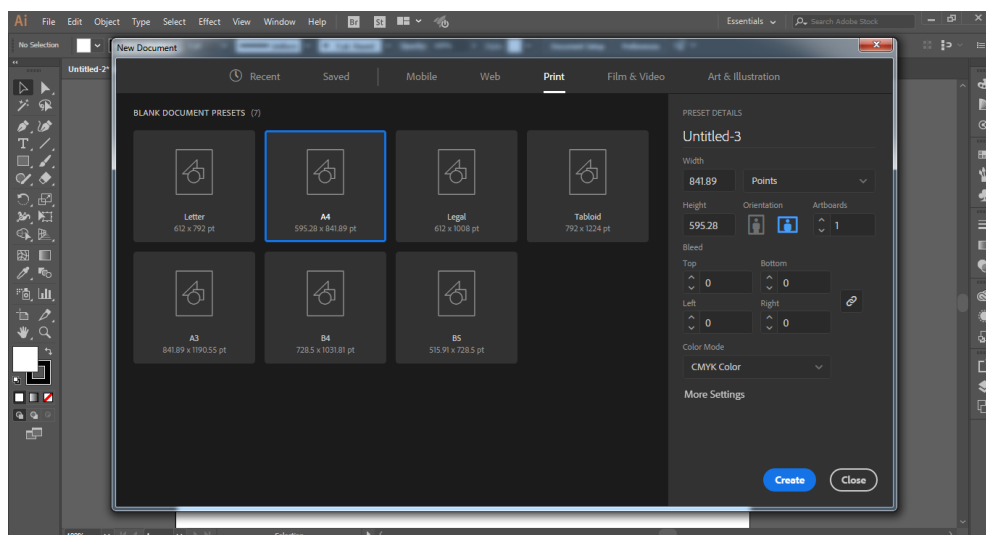 Ai File Edit Object Type Select Effect View Window Help Br St Essentials Search Adobe Stock
No Selection
New Document
Untitled-2*
Recent Saved Mobile Web Print Film & Video Art & Illustration
BLANK DOCUMENT PRESETS (7)
Letter
612 x 792 pt
A4
595.28 x 841.89 pt
Legal
612 x 1008 pt
Tabloid
792 x 1224 pt
A3
841.89 x 1190.55 pt
B4
728.5 x 1031.81 pt
B5
515.91 x 728.5 pt
PRESET DETAILS
Untitled-3
Width
841.89 Points
Height Orientation Artboards
595.28 1
Bleed
Top Bottom
0 0
Left Right
0 0
Color Mode
CMYK Color
More Settings
Create Close